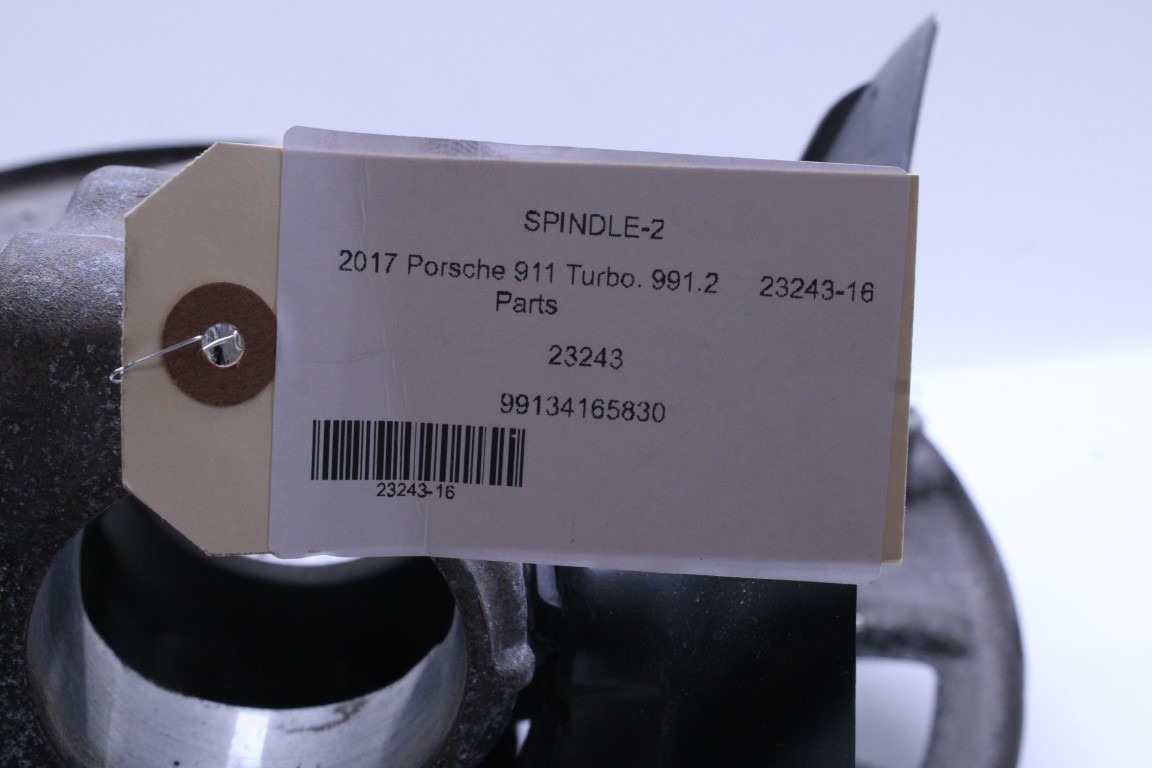 SPINDLE-2
2017 Porsche 911 Turbo. 991.2 23243-16
Parts
23243
99134165830
23243-16